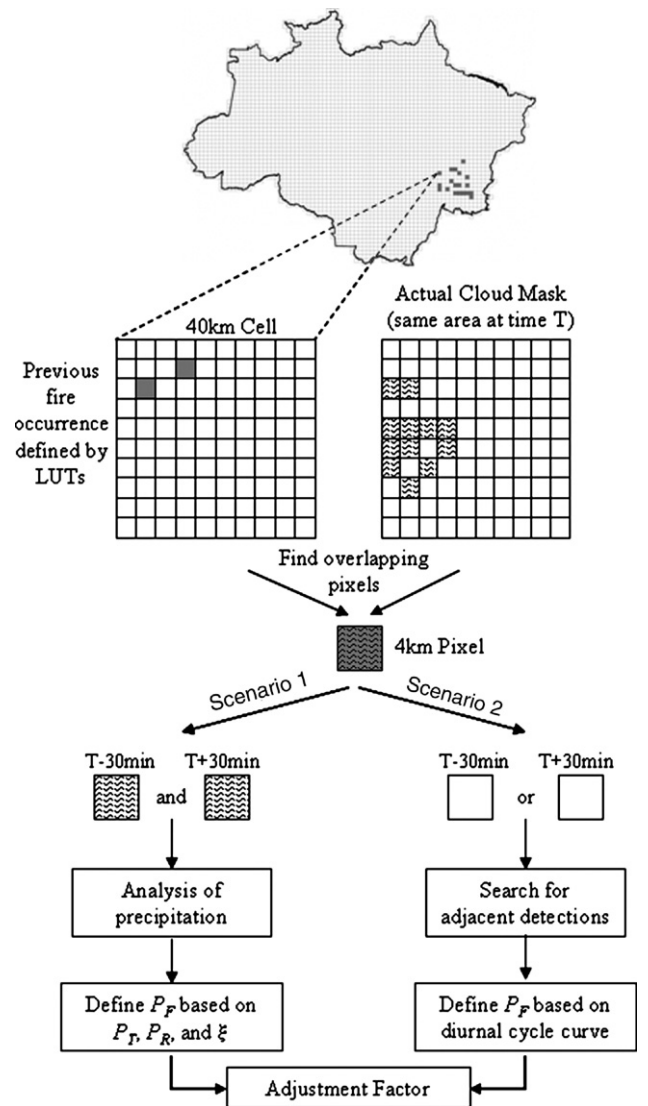 Actual Cloud Mask
(same area at time T)
40km Cell
Previous
fire
occurrence
defined by
LUTs
Find overlapping
pixels
4km Pixel
Scenario 1
Scenario 2
T-30min T+30min
and
T-30min T+30min
or
Analysis of
precipitation
Search for
adjacent detections
Define P_F based on
P_T, P_R, and ξ
Define P_F based on
diurnal cycle curve
Adjustment Factor